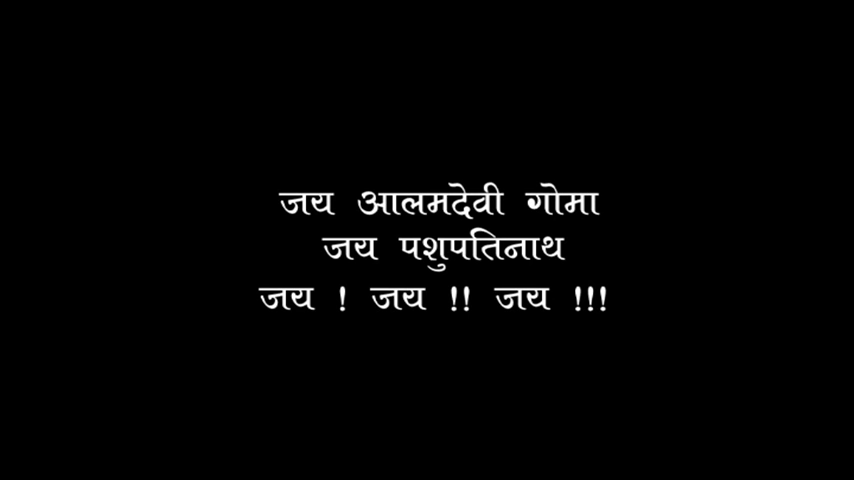 जय आलमदेवी गोमा
जय पशुपतिनाथ
जय ! जय !! जय !!!